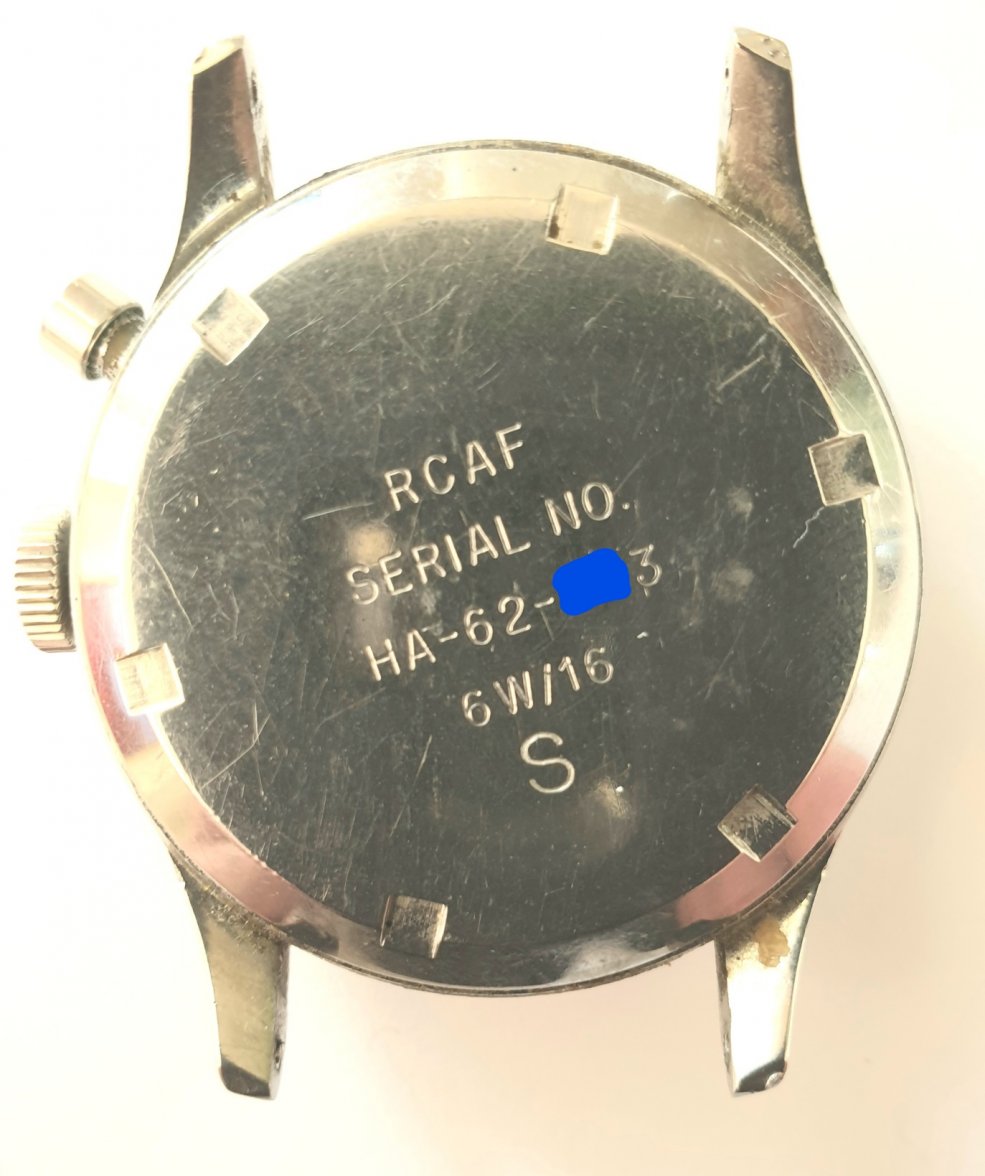 RCAF
SERIAL NO.
HA-62- 3
6W/16
S